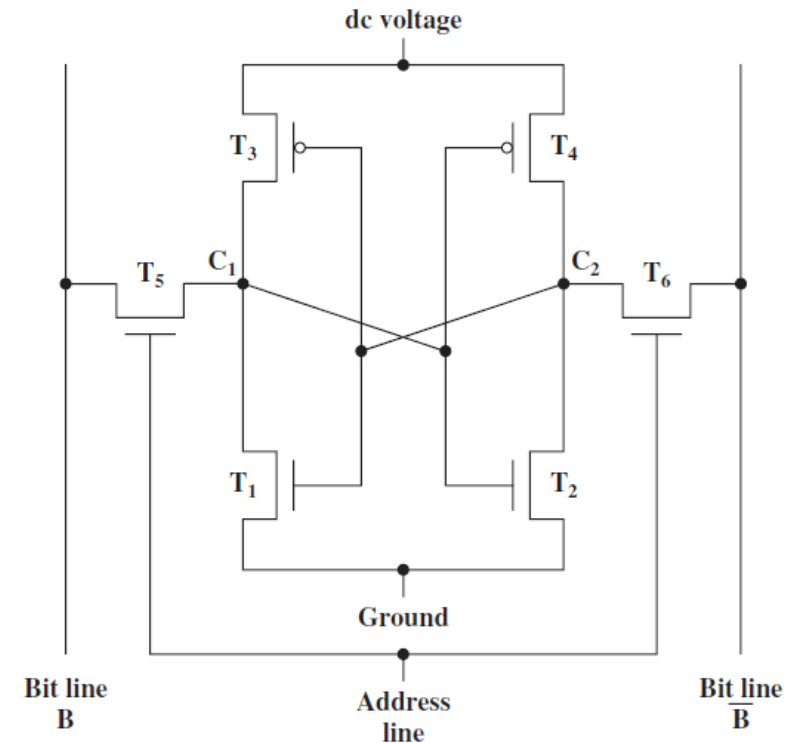 dc voltage
T₃
T₄
C₁
C₂
T₅
T₆
T₁
T₂
Ground
Bit line
B
Address
line
Bit line
B̅